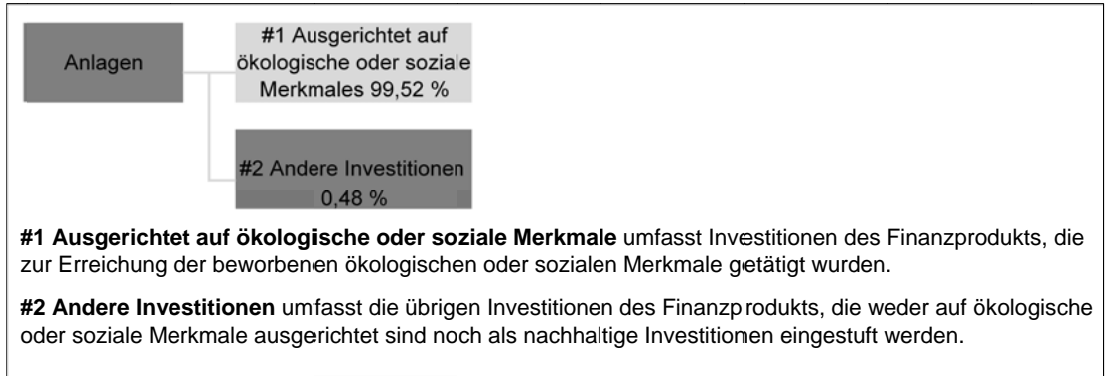 Anlagen
#1 Ausgerichtet auf
ökologische oder soziale
Merkmales 99,52 %
#2 Andere Investitionen
0,48 %
#1 Ausgerichtet auf ökologische oder soziale Merkmale umfasst Investitionen des Finanzprodukts, die
zur Erreichung der beworbenen ökologischen oder sozialen Merkmale getätigt wurden.
#2 Andere Investitionen umfasst die übrigen Investitionen des Finanzprodukts, die weder auf ökologische
oder soziale Merkmale ausgerichtet sind noch als nachhaltige Investitionen eingestuft werden.